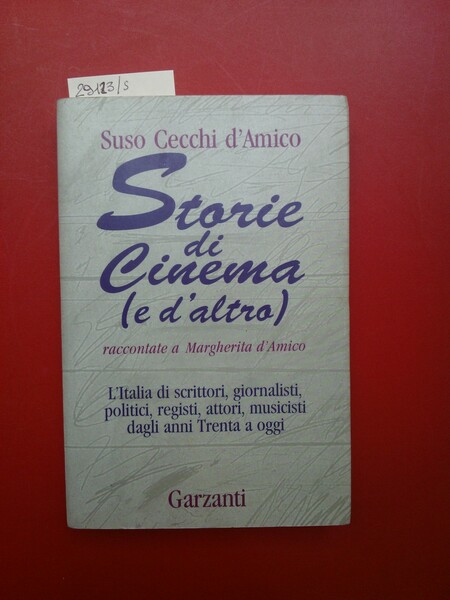 29123/s
Suso Cecchi d'Amico
Storie
di
Cinema
(e d'altro)
raccontate a Margherita d'Amico
L'Italia di scrittori, giornalisti,
politici, registi, attori, musicisti
dagli anni Trenta a oggi
Garzanti